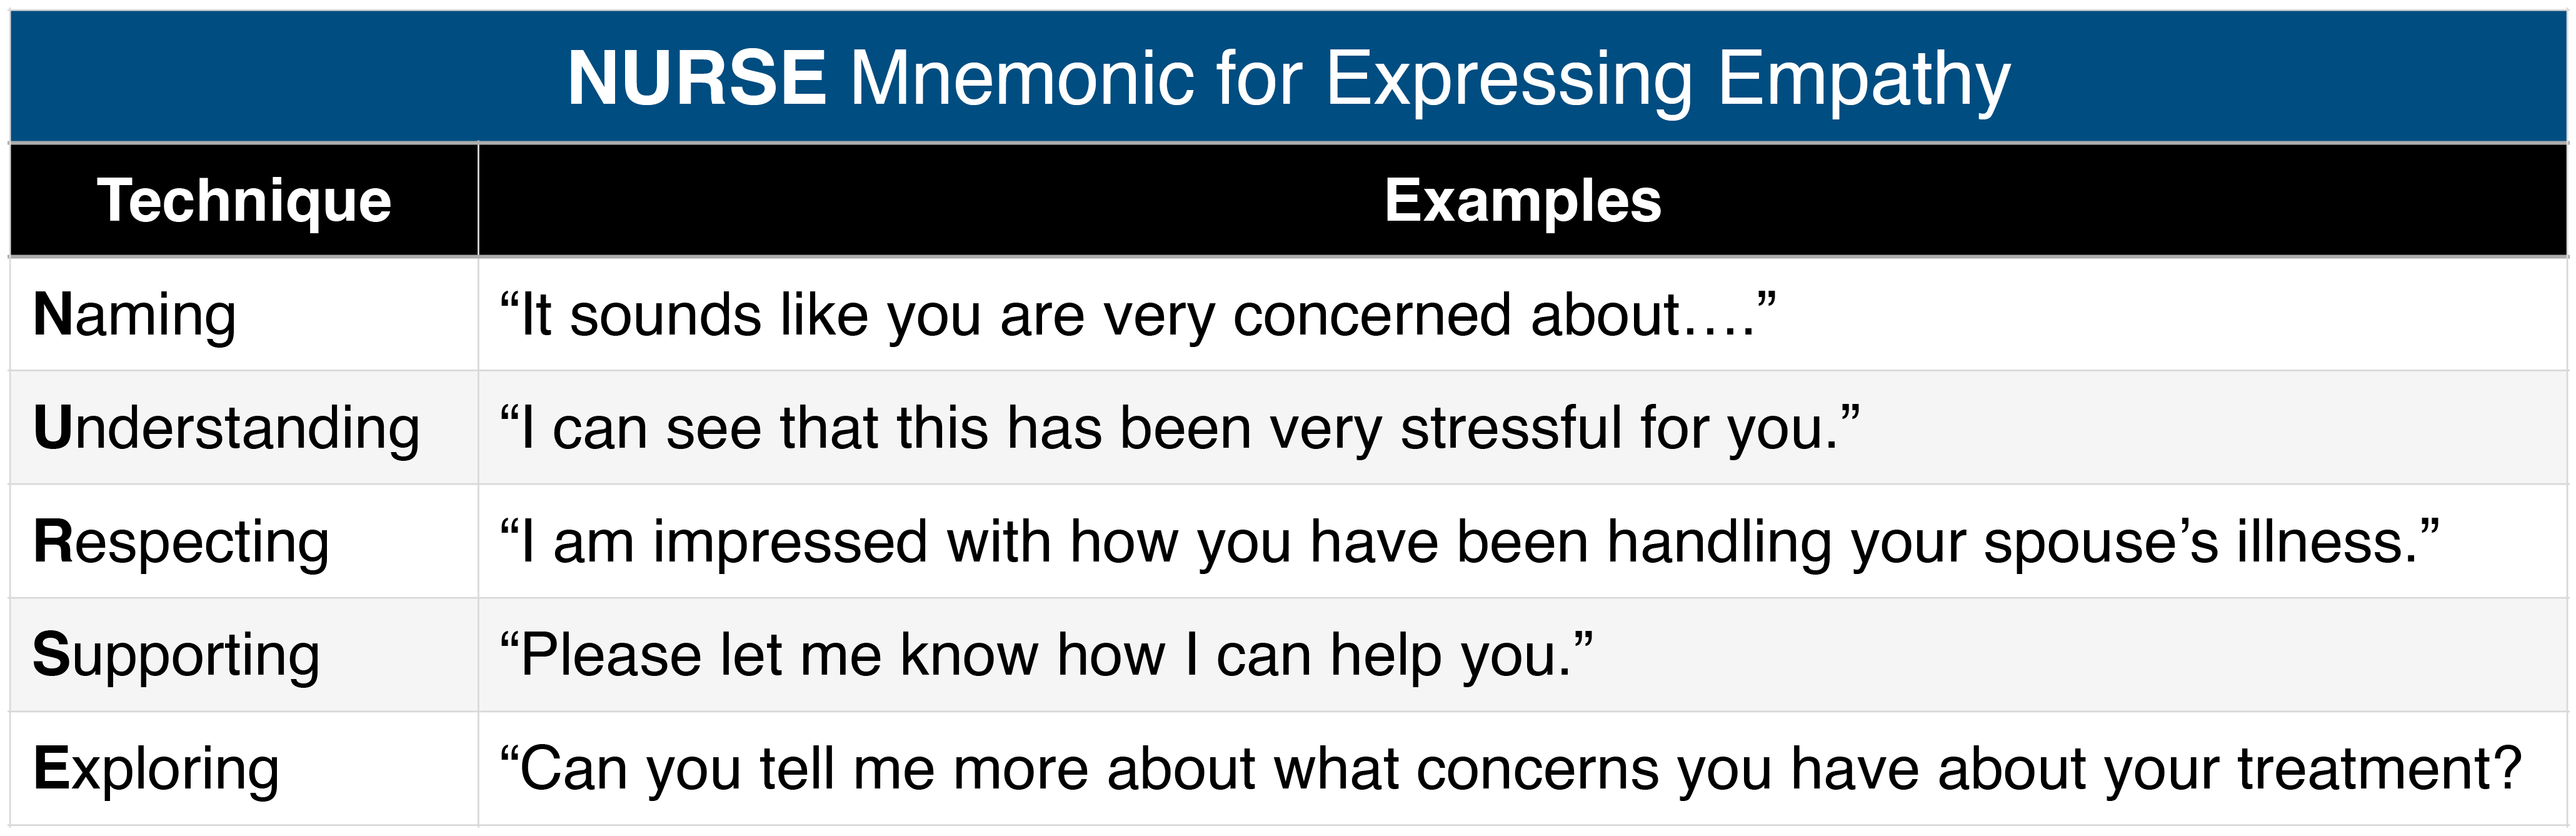 NURSE Mnemonic for Expressing Empathy
Technique Examples
Naming “It sounds like you are very concerned about….”
Understanding “I can see that this has been very stressful for you.”
Respecting “I am impressed with how you have been handling your spouse’s illness.”
Supporting “Please let me know how I can help you.”
Exploring “Can you tell me more about what concerns you have about your treatment?